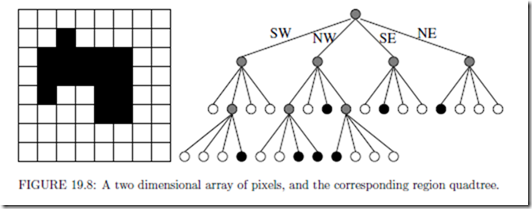 SW NW SE NE
FIGURE 19.8: A two dimensional array of pixels, and the corresponding region quadtree.